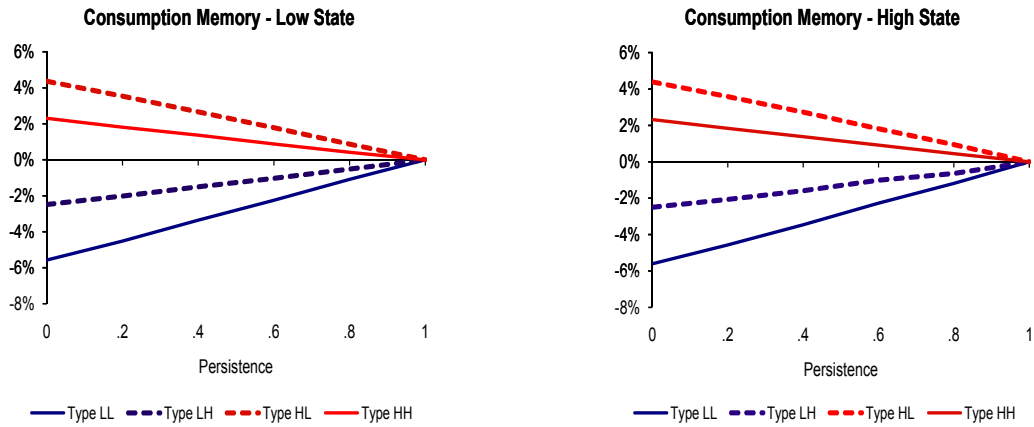 Consumption Memory - Low State
6%
4%
2%
0%
-2%
-4%
-6%
-8%
0 .2 .4 .6 .8 1
Persistence
Type LL Type LH Type HL Type HH
Consumption Memory - High State
6%
4%
2%
0%
-2%
-4%
-6%
-8%
0 .2 .4 .6 .8 1
Persistence
Type LL Type LH Type HL Type HH